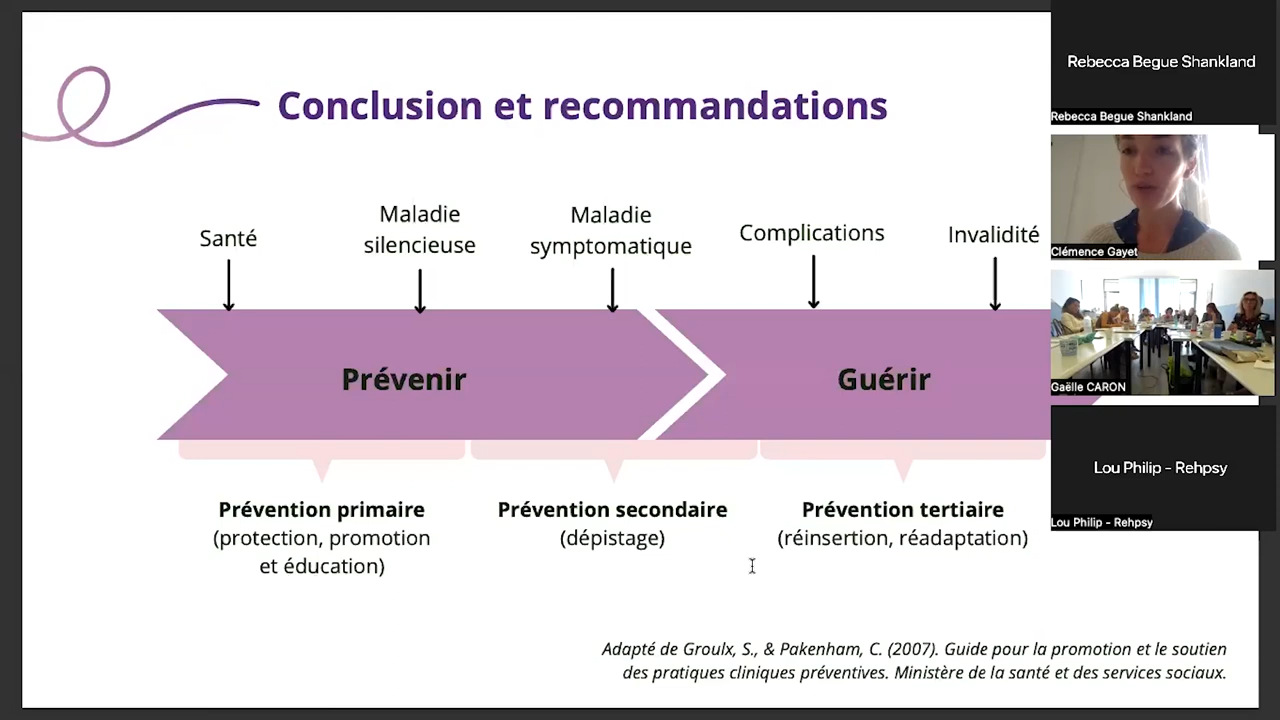 Conclusion et recommandations
Santé
Maladie
silencieuse
Maladie
symptomatique
Complications
Invalidité
Prévenir
Guérir
Prévention primaire
(protection, promotion
et éducation)
Prévention secondaire
(dépistage)
Prévention tertiaire
(réinsertion, réadaptation)
Adapté de Groulx, S., & Pakenham, C. (2007). Guide pour la promotion et le soutien
des pratiques cliniques préventives. Ministère de la santé et des services sociaux.
Rebecca Begue Shankland
Rebecca Begue Shankland
Clémence Gayet
Gaëlle CARON
Lou Philip - Rehpsy
Lou Philip - Rehpsy